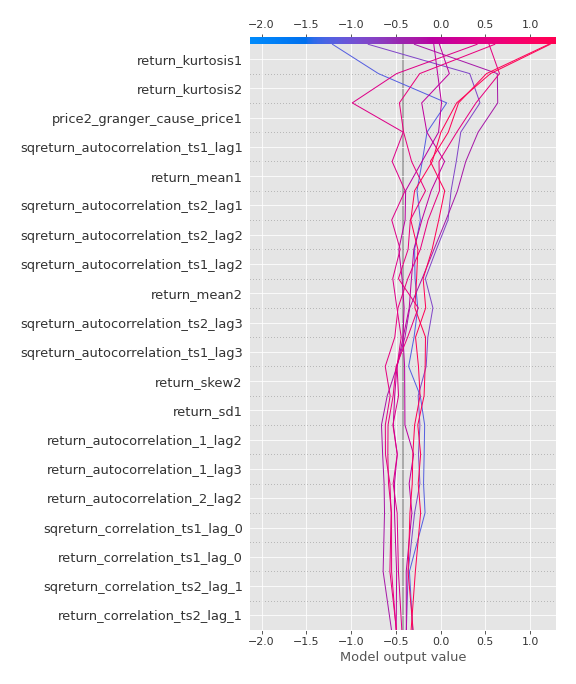 −2.0 −1.5 −1.0 −0.5 0.0 0.5 1.0
return_kurtosis1
return_kurtosis2
price2_granger_cause_price1
sqreturn_autocorrelation_ts1_lag1
return_mean1
sqreturn_autocorrelation_ts2_lag1
sqreturn_autocorrelation_ts2_lag2
sqreturn_autocorrelation_ts1_lag2
return_mean2
sqreturn_autocorrelation_ts2_lag3
sqreturn_autocorrelation_ts1_lag3
return_skew2
return_sd1
return_autocorrelation_1_lag2
return_autocorrelation_1_lag3
return_autocorrelation_2_lag2
sqreturn_correlation_ts1_lag_0
return_correlation_ts1_lag_0
sqreturn_correlation_ts2_lag_1
return_correlation_ts2_lag_1
−2.0 −1.5 −1.0 −0.5 0.0 0.5 1.0
Model output value